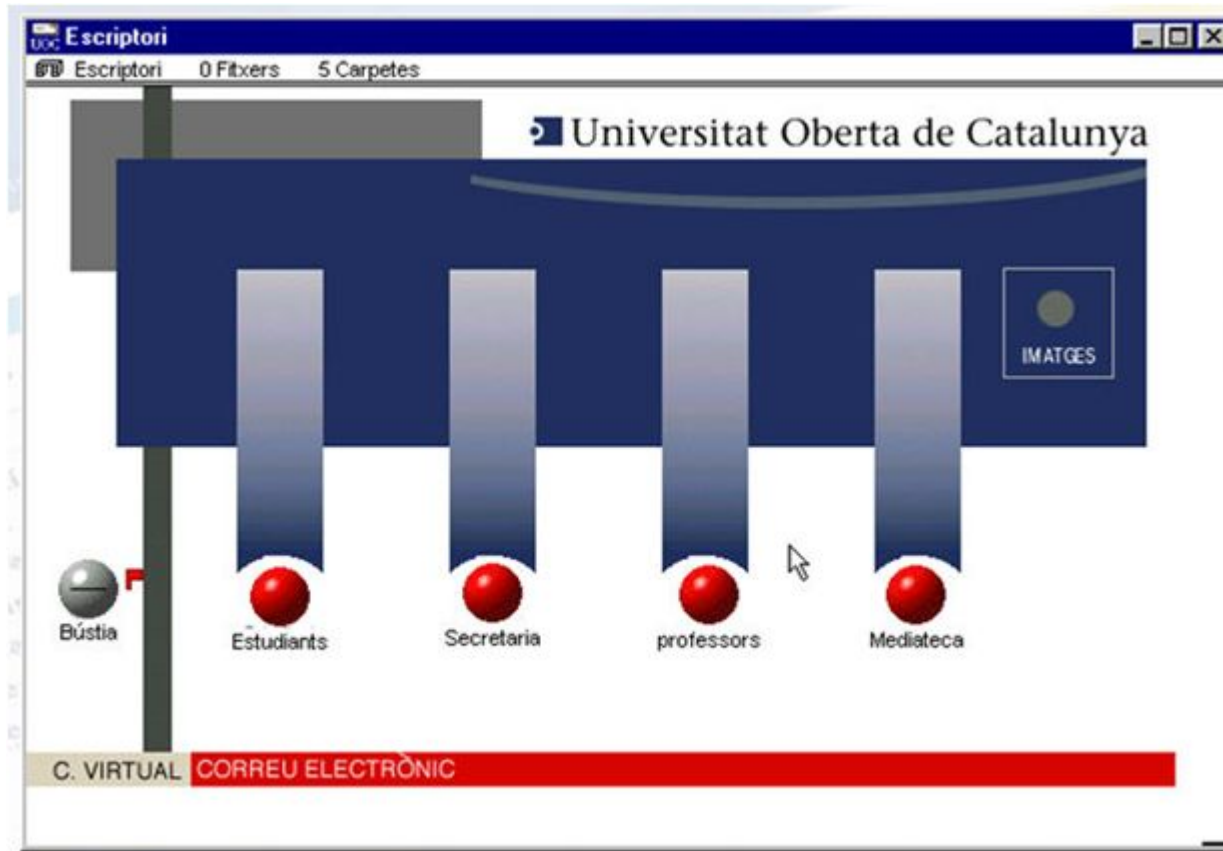 UOC Escriptori
Escriptori 0 Fitxers 5 Carpetes
Universitat Oberta de Catalunya
IMATGES
Bústia Estudiants Secretaria professors Mediateca
C. VIRTUAL CORREU ELECTRÒNIC